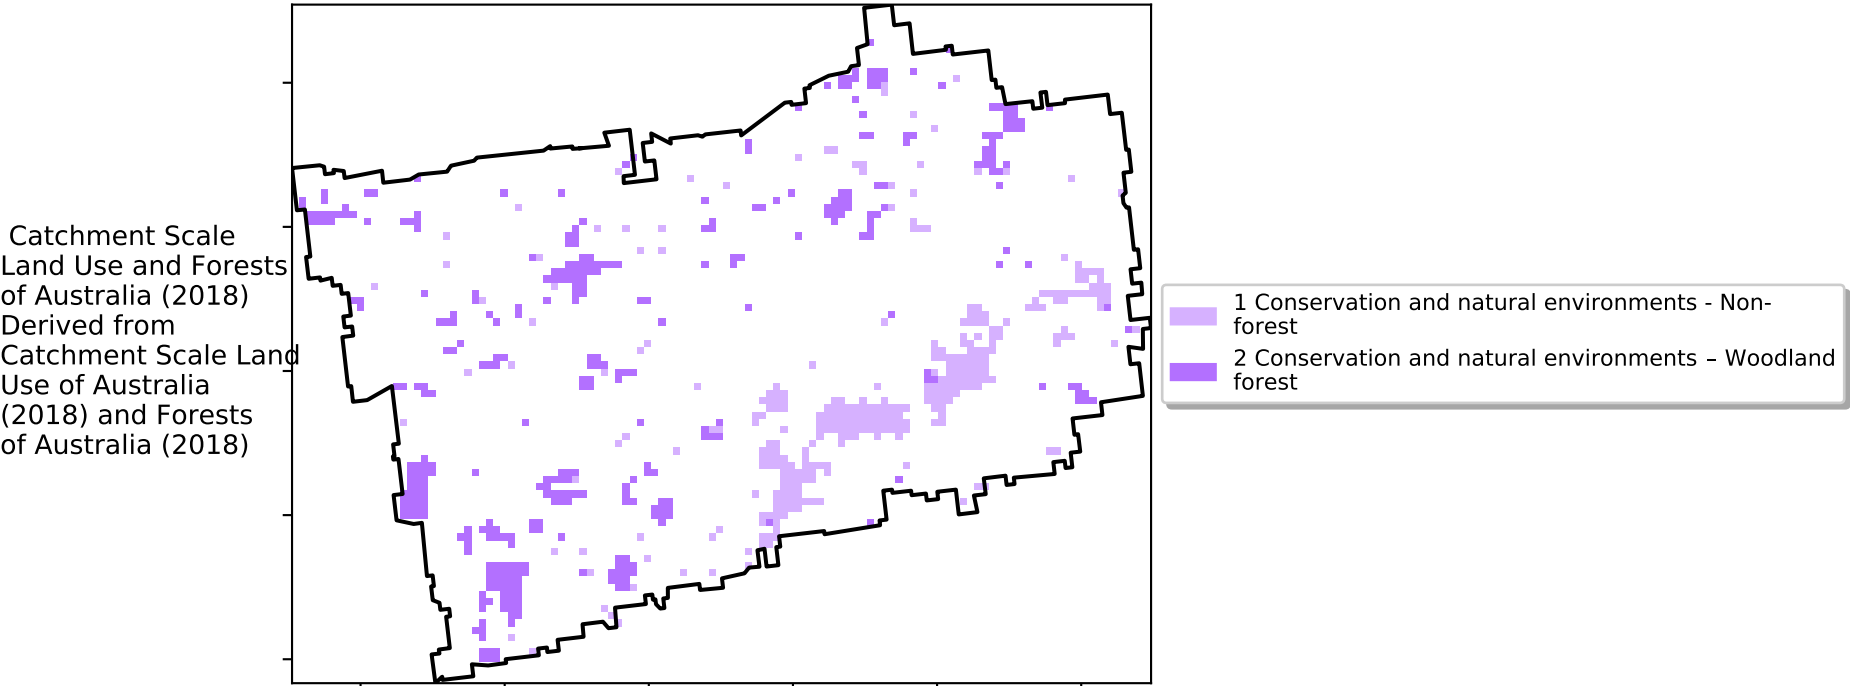 Catchment Scale
Land Use and Forests
of Australia (2018)
Derived from
Catchment Scale Land
Use of Australia
(2018) and Forests
of Australia (2018)
1 Conservation and natural environments - Non-
forest
2 Conservation and natural environments – Woodland
forest